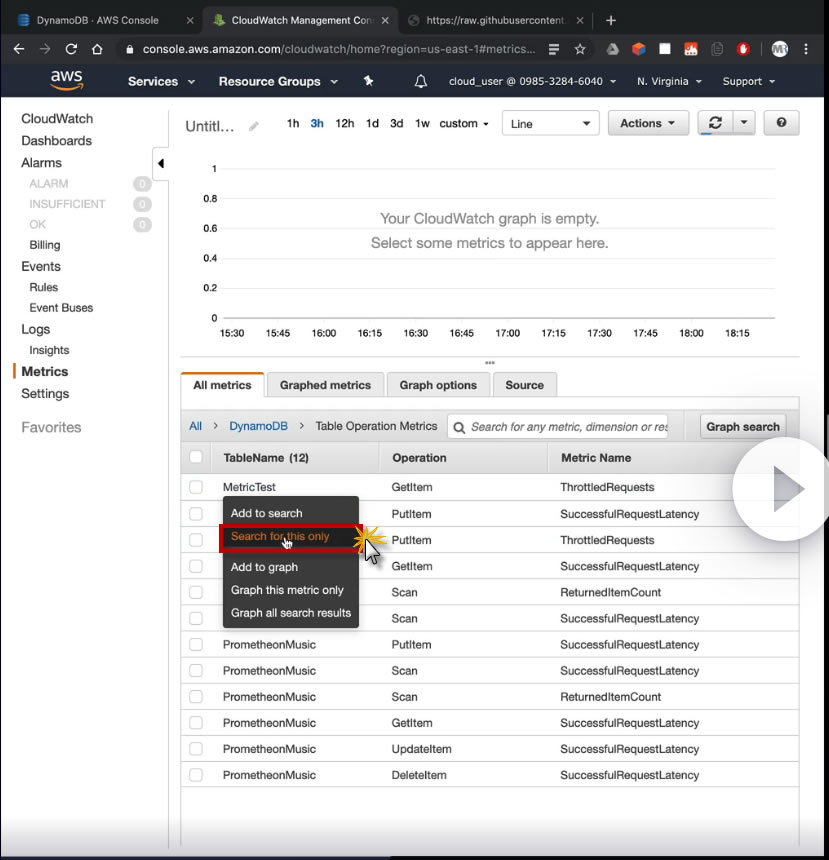 DynamoDB · AWS Console
CloudWatch Management Con
https://raw.githubusercontent.
console.aws.amazon.com/cloudwatch/home?region=us-east-1#metrics...
aws
Services
Resource Groups
cloud_user @ 0985-3284-6040
N. Virginia
Support
CloudWatch
Dashboards
Alarms
ALARM 0
INSUFFICIENT 0
OK 0
Billing
Events
Rules
Event Buses
Logs
Insights
Metrics
Settings
Favorites
Untitl...
1h 3h 12h 1d 3d 1w custom
Line
Actions
1
0.8
0.6
0.4
0.2
0
Your CloudWatch graph is empty.
Select some metrics to appear here.
15:30 15:45 16:00 16:15 16:30 16:45 17:00 17:15 17:30 17:45 18:00 18:15
All metrics
Graphed metrics
Graph options
Source
All > DynamoDB > Table Operation Metrics
Search for any metric, dimension or res
Graph search
TableName (12) Operation Metric Name
MetricTest GetItem ThrottledRequests
PutItem SuccessfulRequestLatency
PutItem ThrottledRequests
GetItem SuccessfulRequestLatency
Scan ReturnedItemCount
Scan SuccessfulRequestLatency
Add to search
Search for this only
Add to graph
Graph this metric only
Graph all search results
PrometheonMusic PutItem SuccessfulRequestLatency
PrometheonMusic Scan SuccessfulRequestLatency
PrometheonMusic Scan ReturnedItemCount
PrometheonMusic GetItem SuccessfulRequestLatency
PrometheonMusic UpdateItem SuccessfulRequestLatency
PrometheonMusic DeleteItem SuccessfulRequestLatency